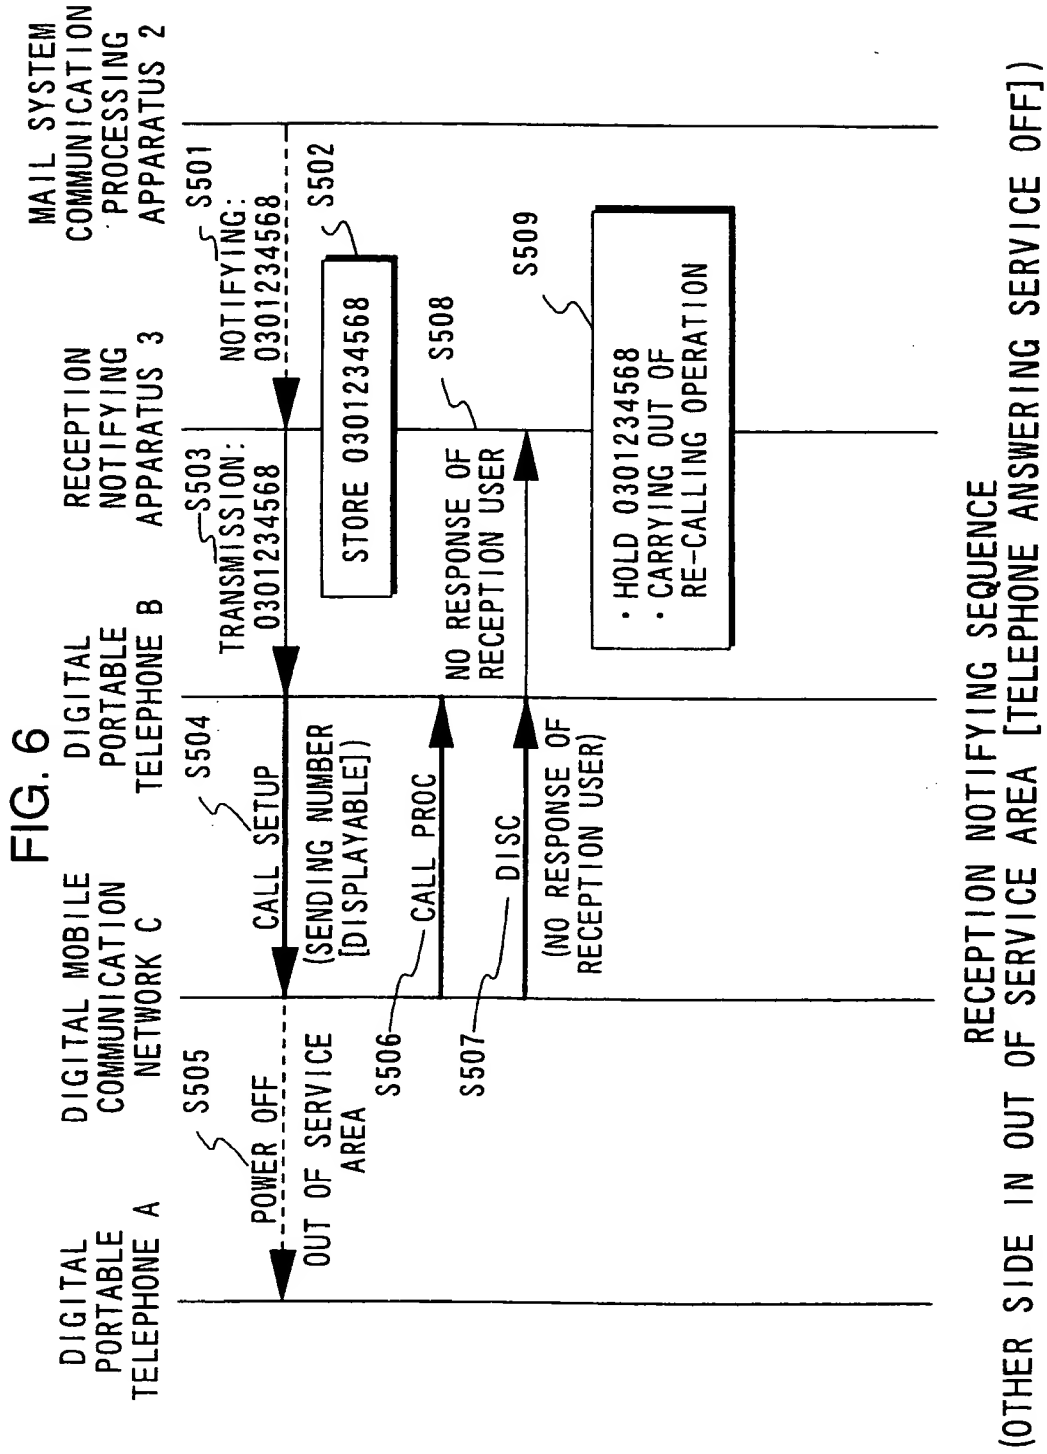 FIG. 6
DIGITAL
PORTABLE
TELEPHONE A
DIGITAL MOBILE
COMMUNICATION
NETWORK C
DIGITAL
PORTABLE
TELEPHONE B
RECEPTION
NOTIFYING
APPARATUS 3
MAIL SYSTEM
COMMUNICATION
PROCESSING
APPARATUS 2
S501
NOTIFYING:
0301234568
S502
STORE 0301234568
S503
TRANSMISSION:
0301234568
S504
CALL SETUP
(SENDING NUMBER
[DISPLAYABLE])
S505
POWER OFF
OUT OF SERVICE
AREA
S506
CALL PROC
S507
DISC
(NO RESPONSE OF
RECEPTION USER)
S508
NO RESPONSE OF
RECEPTION USER
S509
· HOLD 0301234568
· CARRYING OUT OF
RE-CALLING OPERATION
RECEPTION NOTIFYING SEQUENCE
(OTHER SIDE IN OUT OF SERVICE AREA [TELEPHONE ANSWERING SERVICE OFF])